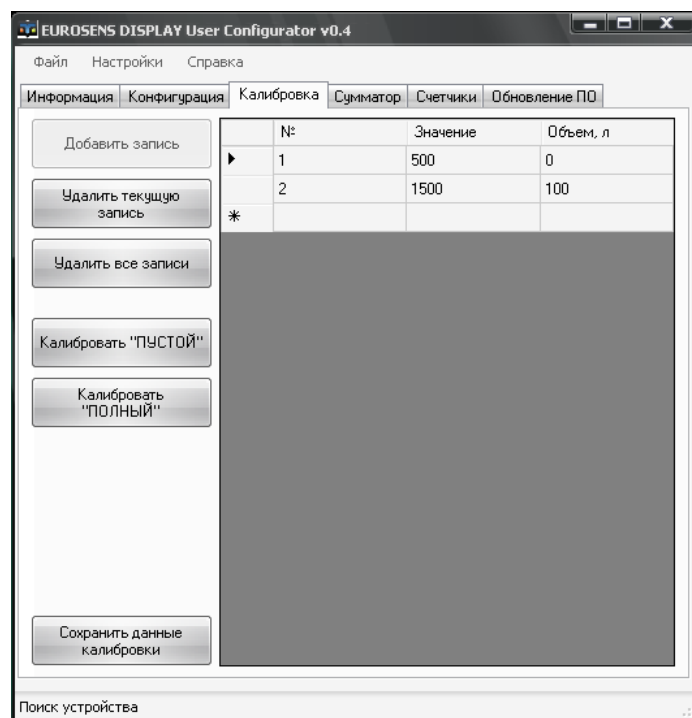 EUROSENS DISPLAY User Configurator v0.4
Файл Настройки Справка
Информация Конфигурация Калибровка Сумматор Счетчики Обновление ПО
Добавить запись
Удалить текущую
запись
Удалить все записи
Калибровать "ПУСТОЙ"
Калибровать
"ПОЛНЫЙ"
Сохранить данные
калибровки
№ Значение Объем, л
1 500 0
2 1500 100
Поиск устройства